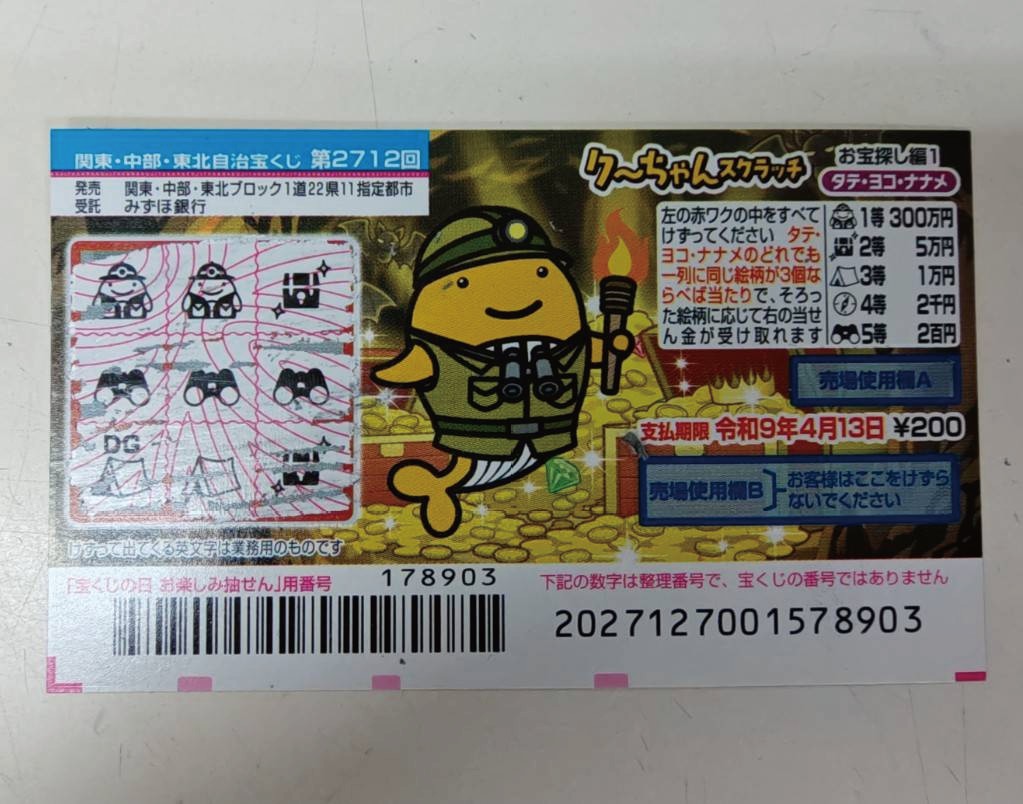 関東・中部・東北自治宝くじ 第2712回
発売 関東・中部・東北ブロック1道22県11指定都市
受託 みずほ銀行
DG
けずって出てくる英文字は業務用のものです
ク～ちゃんスクラッチ
お宝探し編1
タテ・ヨコ・ナナメ
左の赤ワクの中をすべて
けずってください タテ・
ヨコ・ナナメのどれでも
一列に同じ絵柄が3個な
らべば当たりで、そろっ
た絵柄に応じて右の当せ
ん金が受け取れます
1等 300万円
2等 5万円
3等 1万円
4等 2千円
5等 2百円
売場使用欄A
支払期限 令和9年4月13日 ¥200
売場使用欄B
お客様はここをけずら
ないでください
「宝くじの日 お楽しみ抽せん」用番号 178903
下記の数字は整理番号で、宝くじの番号ではありません
20271270015​78903